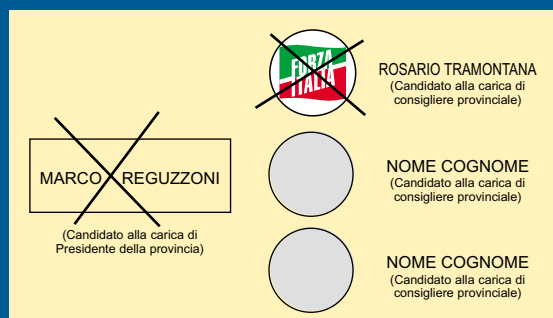 FORZA
ITALIA
ROSARIO TRAMONTANA
(Candidato alla carica di
consigliere provinciale)
MARCO REGUZZONI
(Candidato alla carica di
Presidente della provincia)
NOME COGNOME
(Candidato alla carica di
consigliere provinciale)
NOME COGNOME
(Candidato alla carica di
consigliere provinciale)